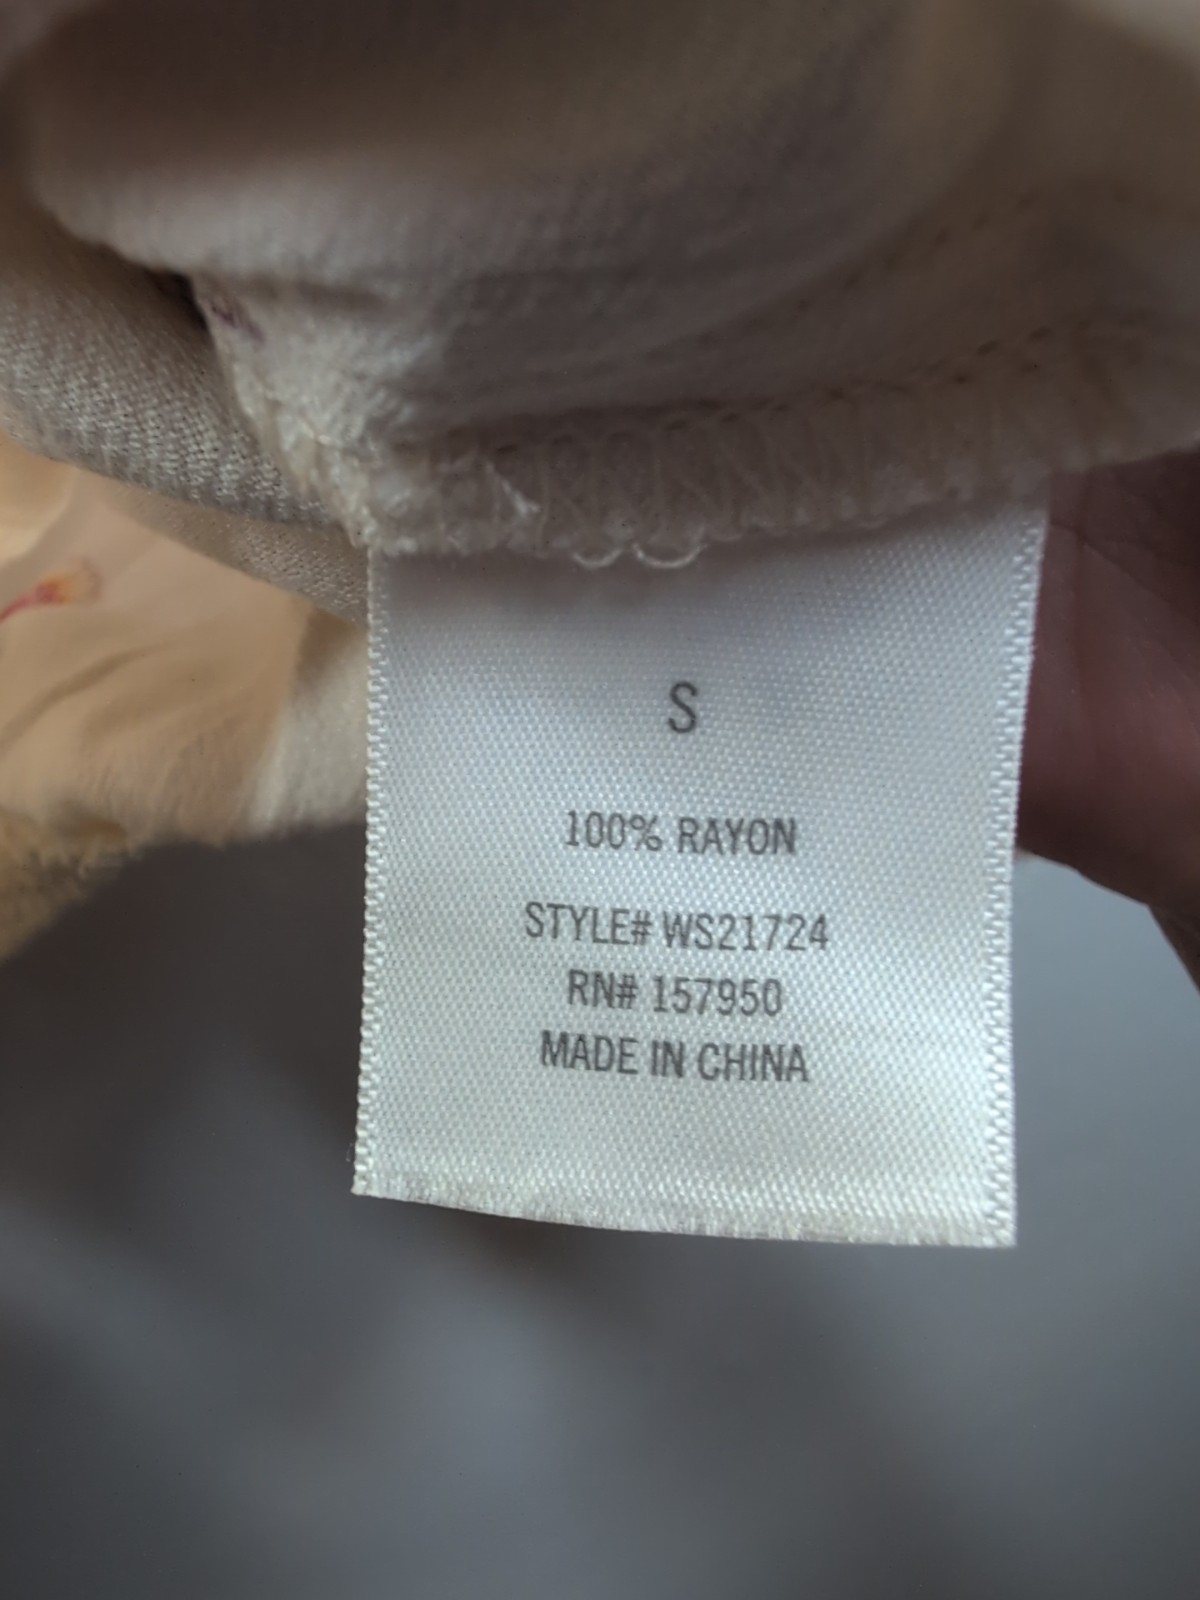 S
100% RAYON
STYLE# WS21724
RN# 157950
MADE IN CHINA